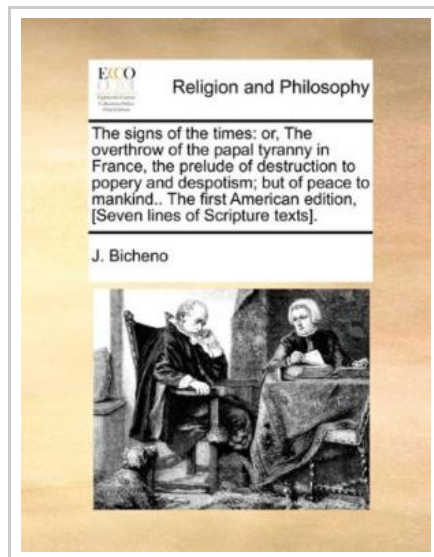 ECCO
Religion and Philosophy
The signs of the times: or, The
overthrow of the papal tyranny in
France, the prelude of destruction to
popery and despotism; but of peace to
mankind.. The first American edition,
[Seven lines of Scripture texts].
J. Bicheno